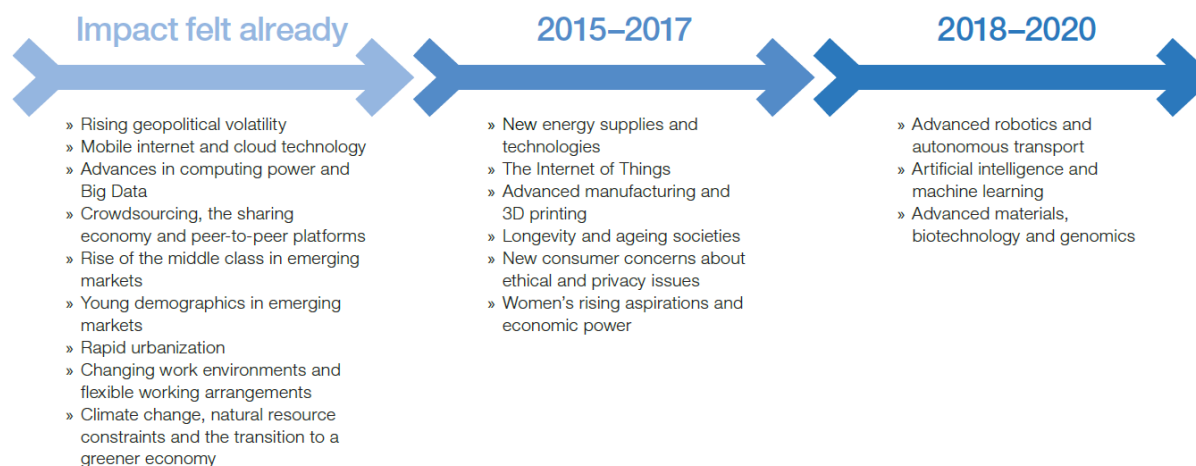 Impact felt already
» Rising geopolitical volatility
» Mobile internet and cloud technology
» Advances in computing power and
Big Data
» Crowdsourcing, the sharing
economy and peer-to-peer platforms
» Rise of the middle class in emerging
markets
» Young demographics in emerging
markets
» Rapid urbanization
» Changing work environments and
flexible working arrangements
» Climate change, natural resource
constraints and the transition to a
greener economy
2015–2017
» New energy supplies and
technologies
» The Internet of Things
» Advanced manufacturing and
3D printing
» Longevity and ageing societies
» New consumer concerns about
ethical and privacy issues
» Women's rising aspirations and
economic power
2018–2020
» Advanced robotics and
autonomous transport
» Artificial intelligence and
machine learning
» Advanced materials,
biotechnology and genomics